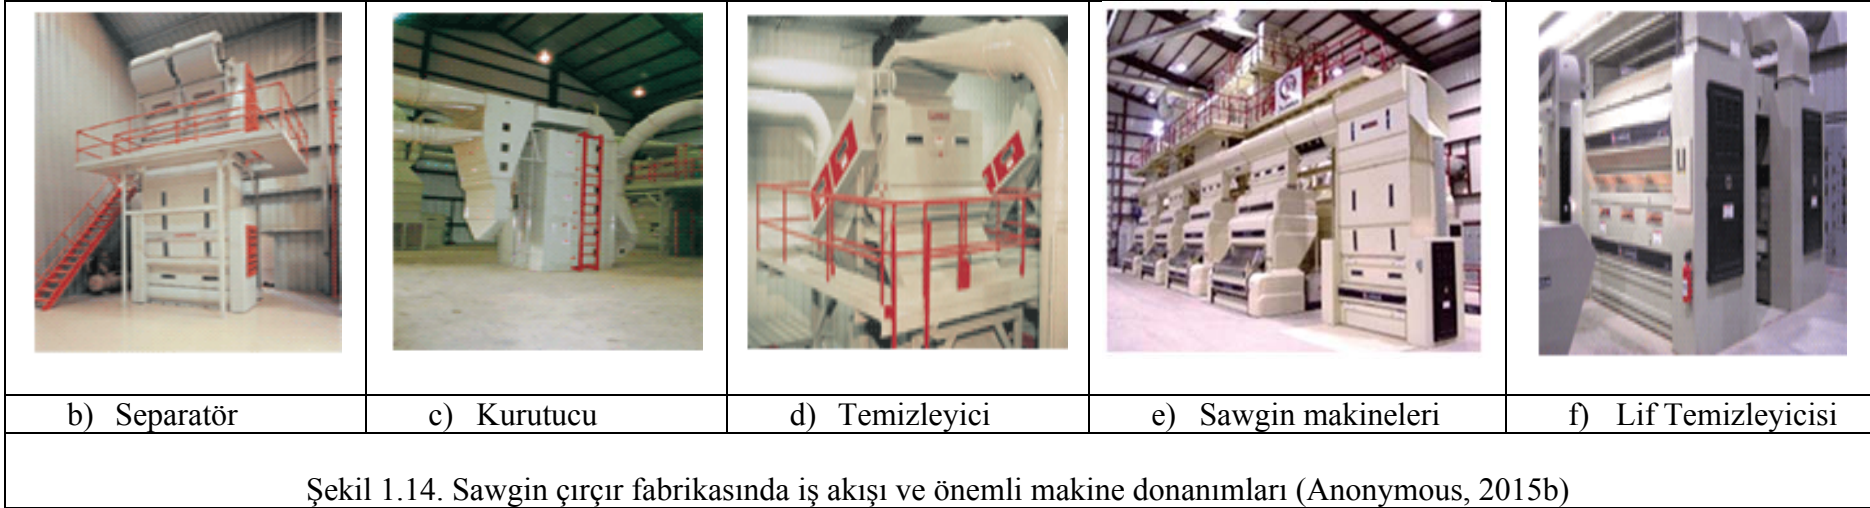 b) Separatör
c) Kurutucu
d) Temizleyici
e) Sawgin makineleri
f) Lif Temizleyicisi
Şekil 1.14. Sawgin çırçır fabrikasında iş akışı ve önemli makine donanımları (Anonymous, 2015b)